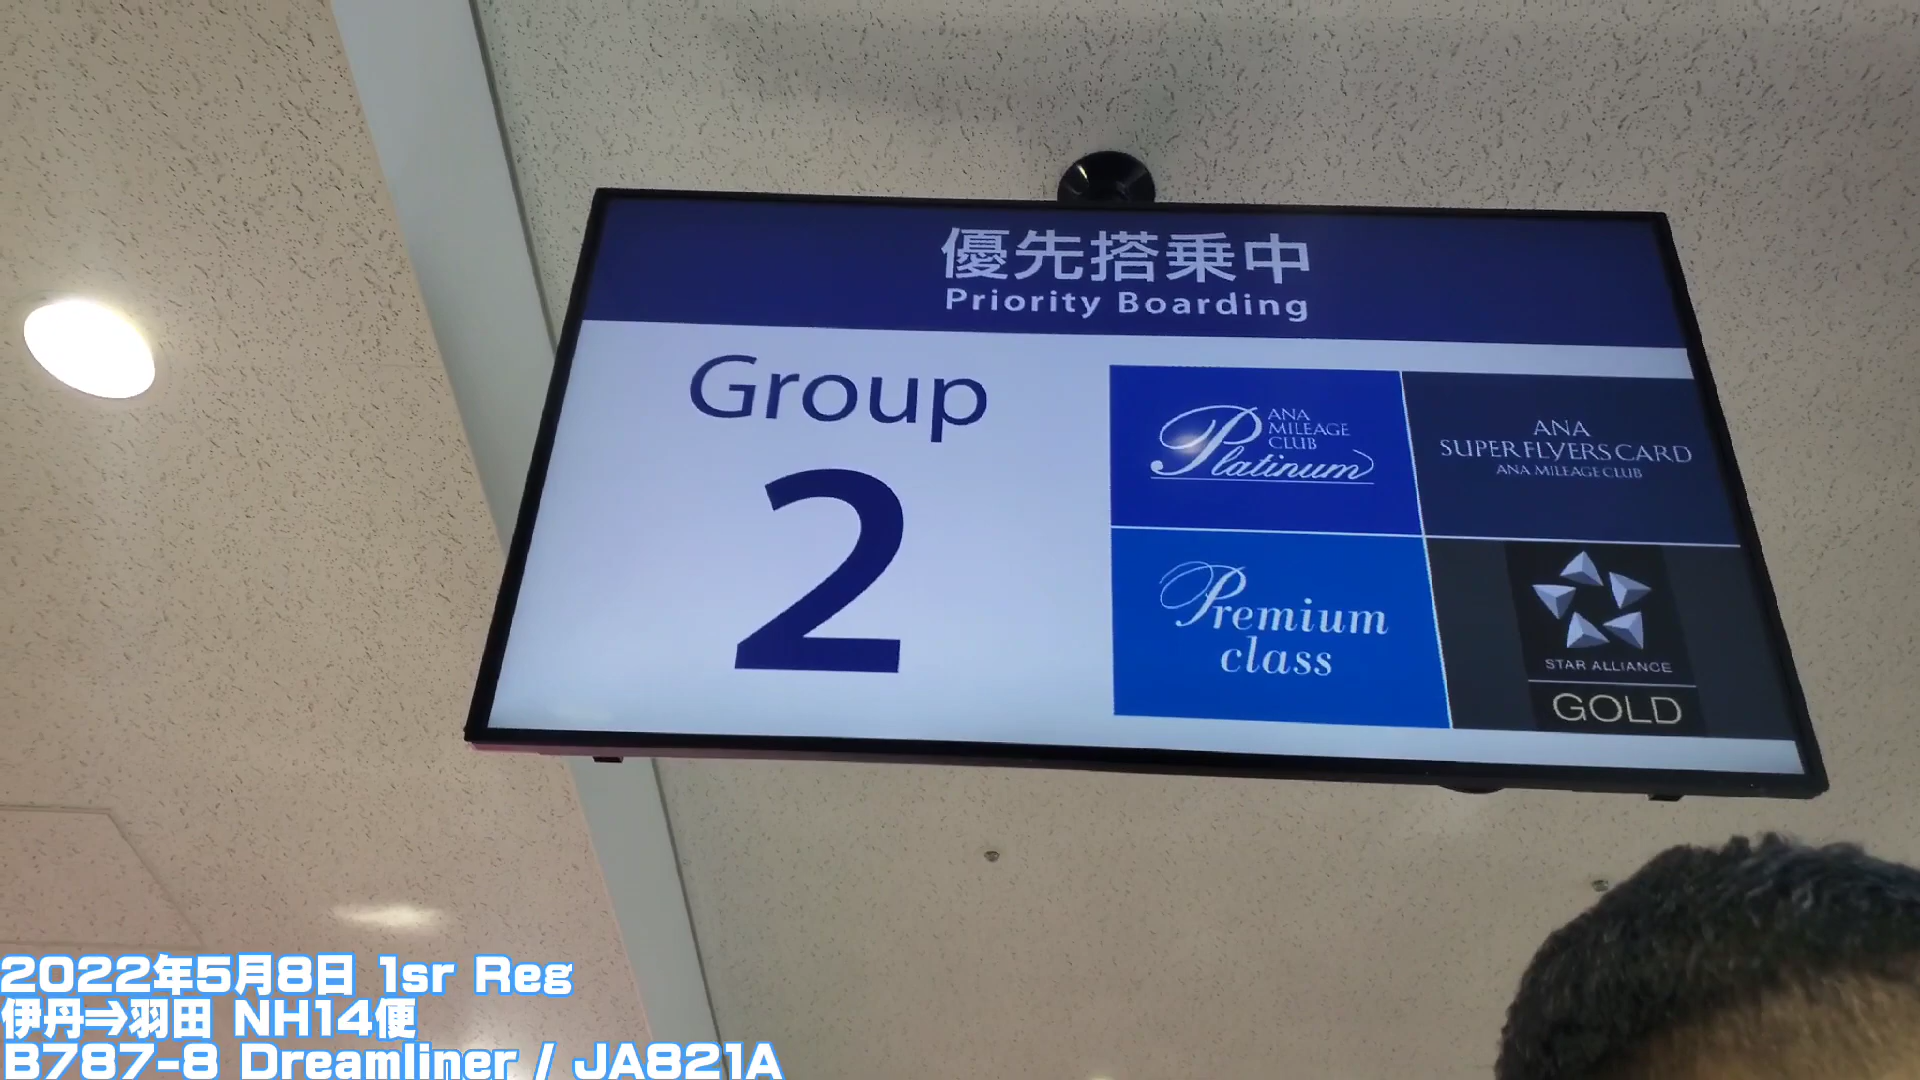 優先搭乗中
Priority Boarding
Group
2
ANA
MILEAGE
CLUB
Platinum
ANA
SUPER FLYERS CARD
ANA MILEAGE CLUB
Premium
class
STAR ALLIANCE
GOLD
2022年5月8日 1sr Reg
伊丹⇒羽田 NH14便
B787-8 Dreamliner / JA821A